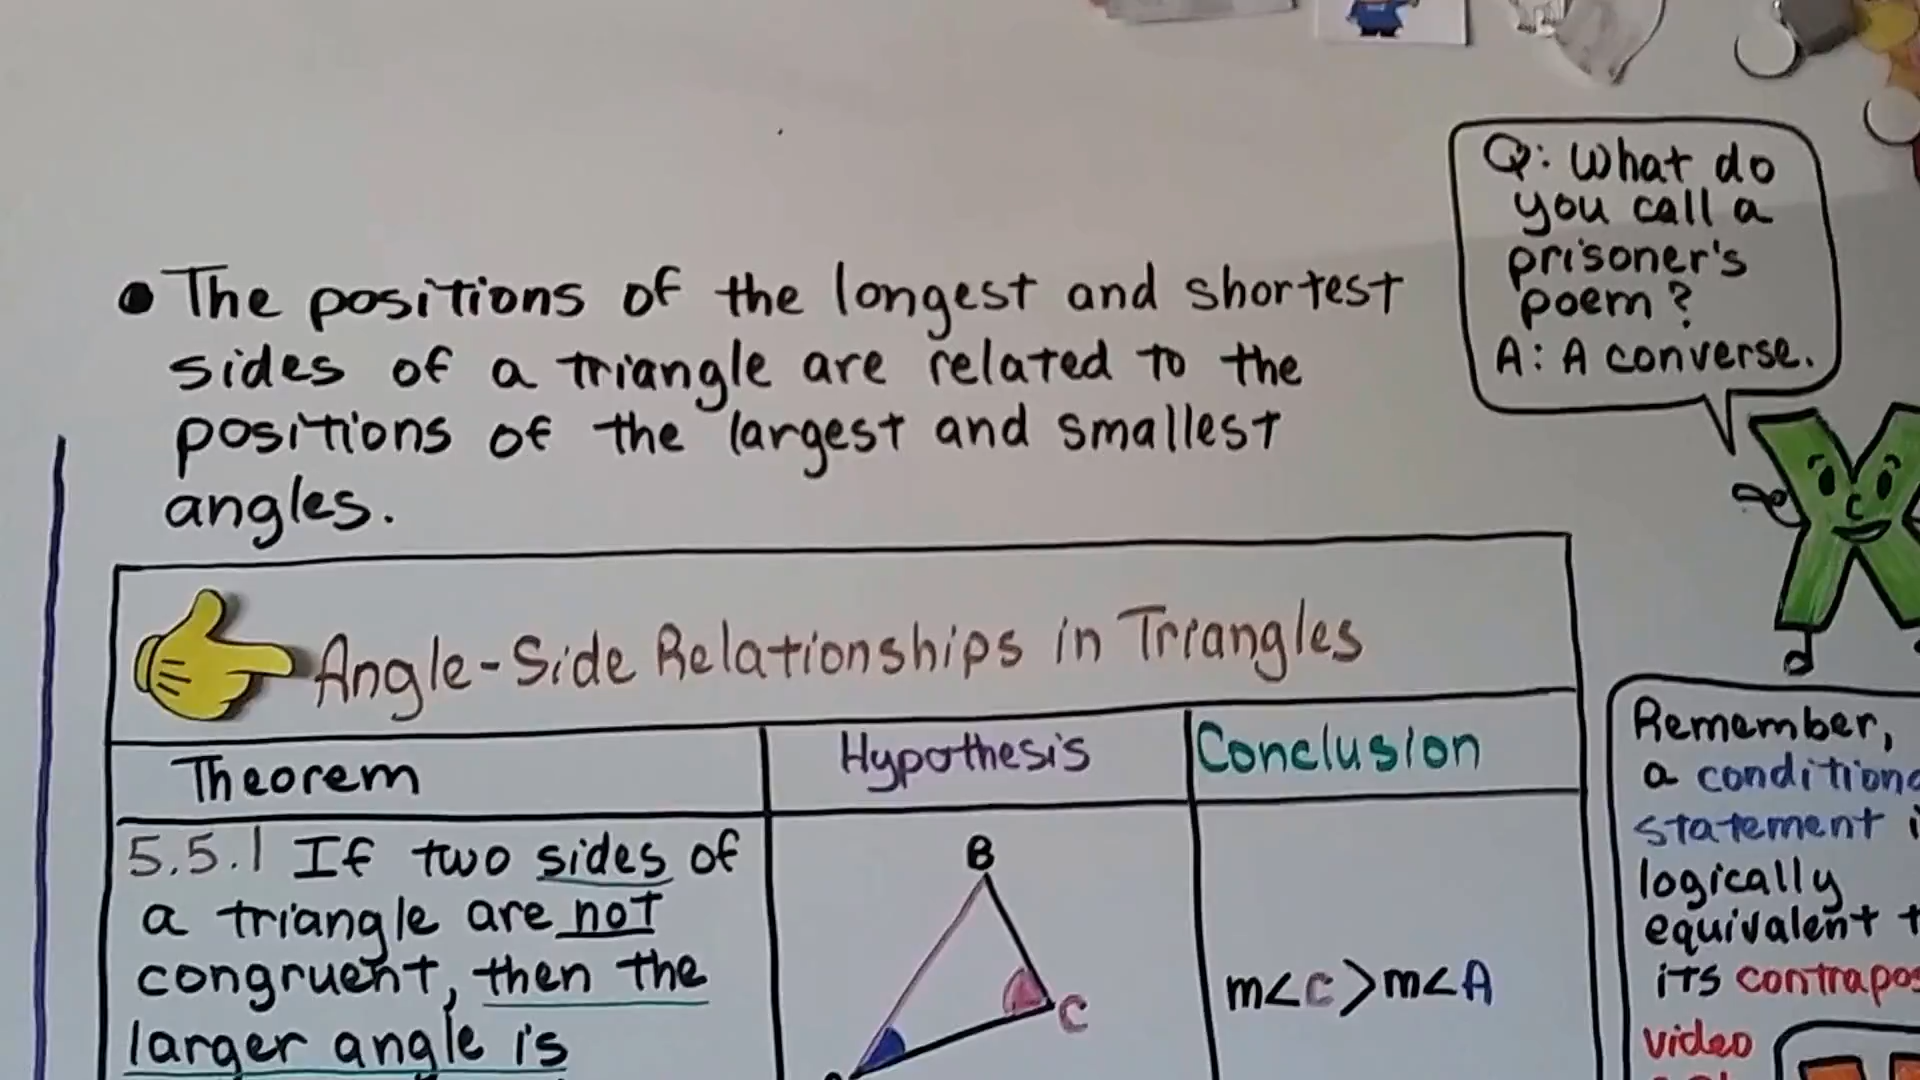 Q: What do
you call a
prisoner's
poem?
A: A converse.
• The positions of the longest and shortest
sides of a triangle are related to the
positions of the largest and smallest
angles.
Angle-Side Relationships in Triangles
Theorem
Hypothesis
Conclusion
5.5.1 If two sides of
a triangle are not
congruent, then the
larger angle is
B
C
m<C>m<A
Remember,
a
statement
logically
equivalent
its
video